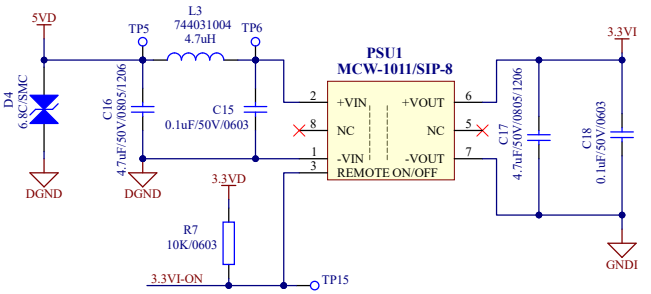 5VD
TP5
L3
744031004
4.7uH
TP6
3.3VI
PSU1
MCW-1011/SIP-8
D4
6.8C/SMC
C16
4.7uF/50V/0805/1206
C15
0.1uF/50V/0603
2
+VIN
+VOUT
6
8
NC
NC
5
1
-VIN
-VOUT
7
3
REMOTE ON/OFF
C17
4.7uF/50V/0805/1206
C18
0.1uF/50V/0603
DGND
DGND
3.3VD
R7
10K/0603
GNDI
3.3VI-ON
TP15